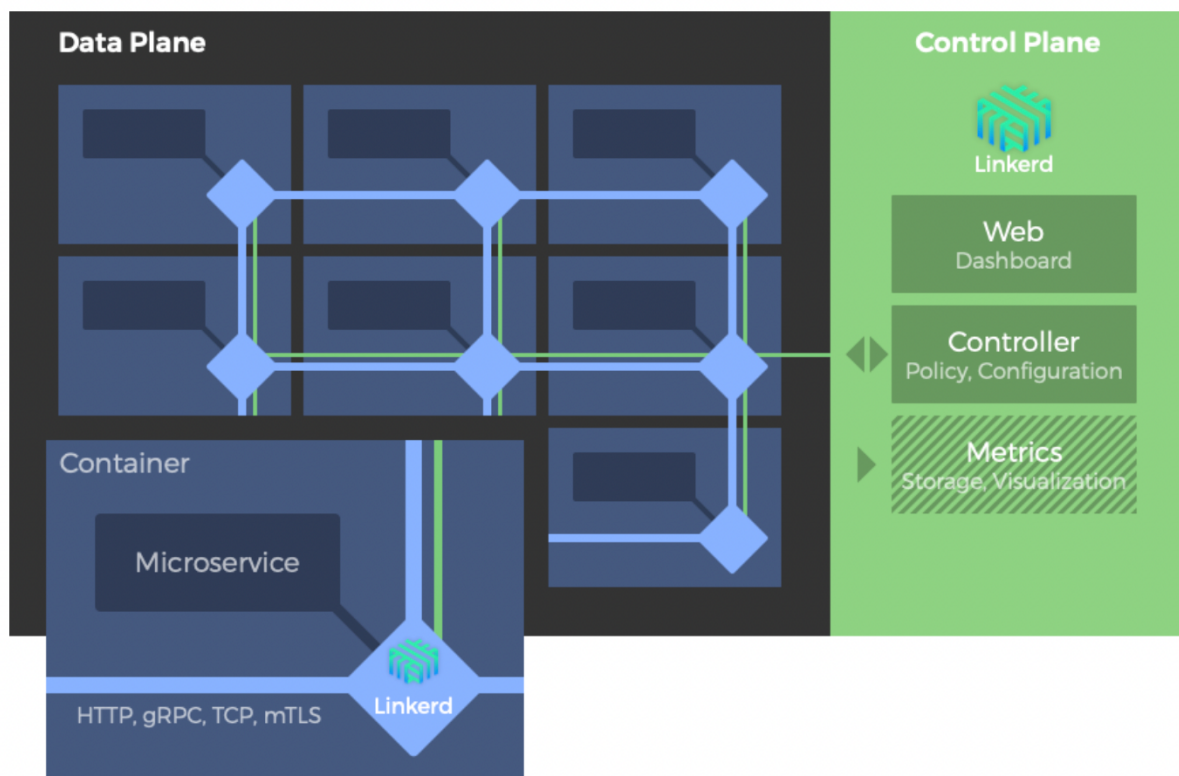 Data Plane
Control Plane
Linkerd
Web
Dashboard
Controller
Policy, Configuration
Metrics
Storage, Visualization
Container
Microservice
Linkerd
HTTP, gRPC, TCP, mTLS